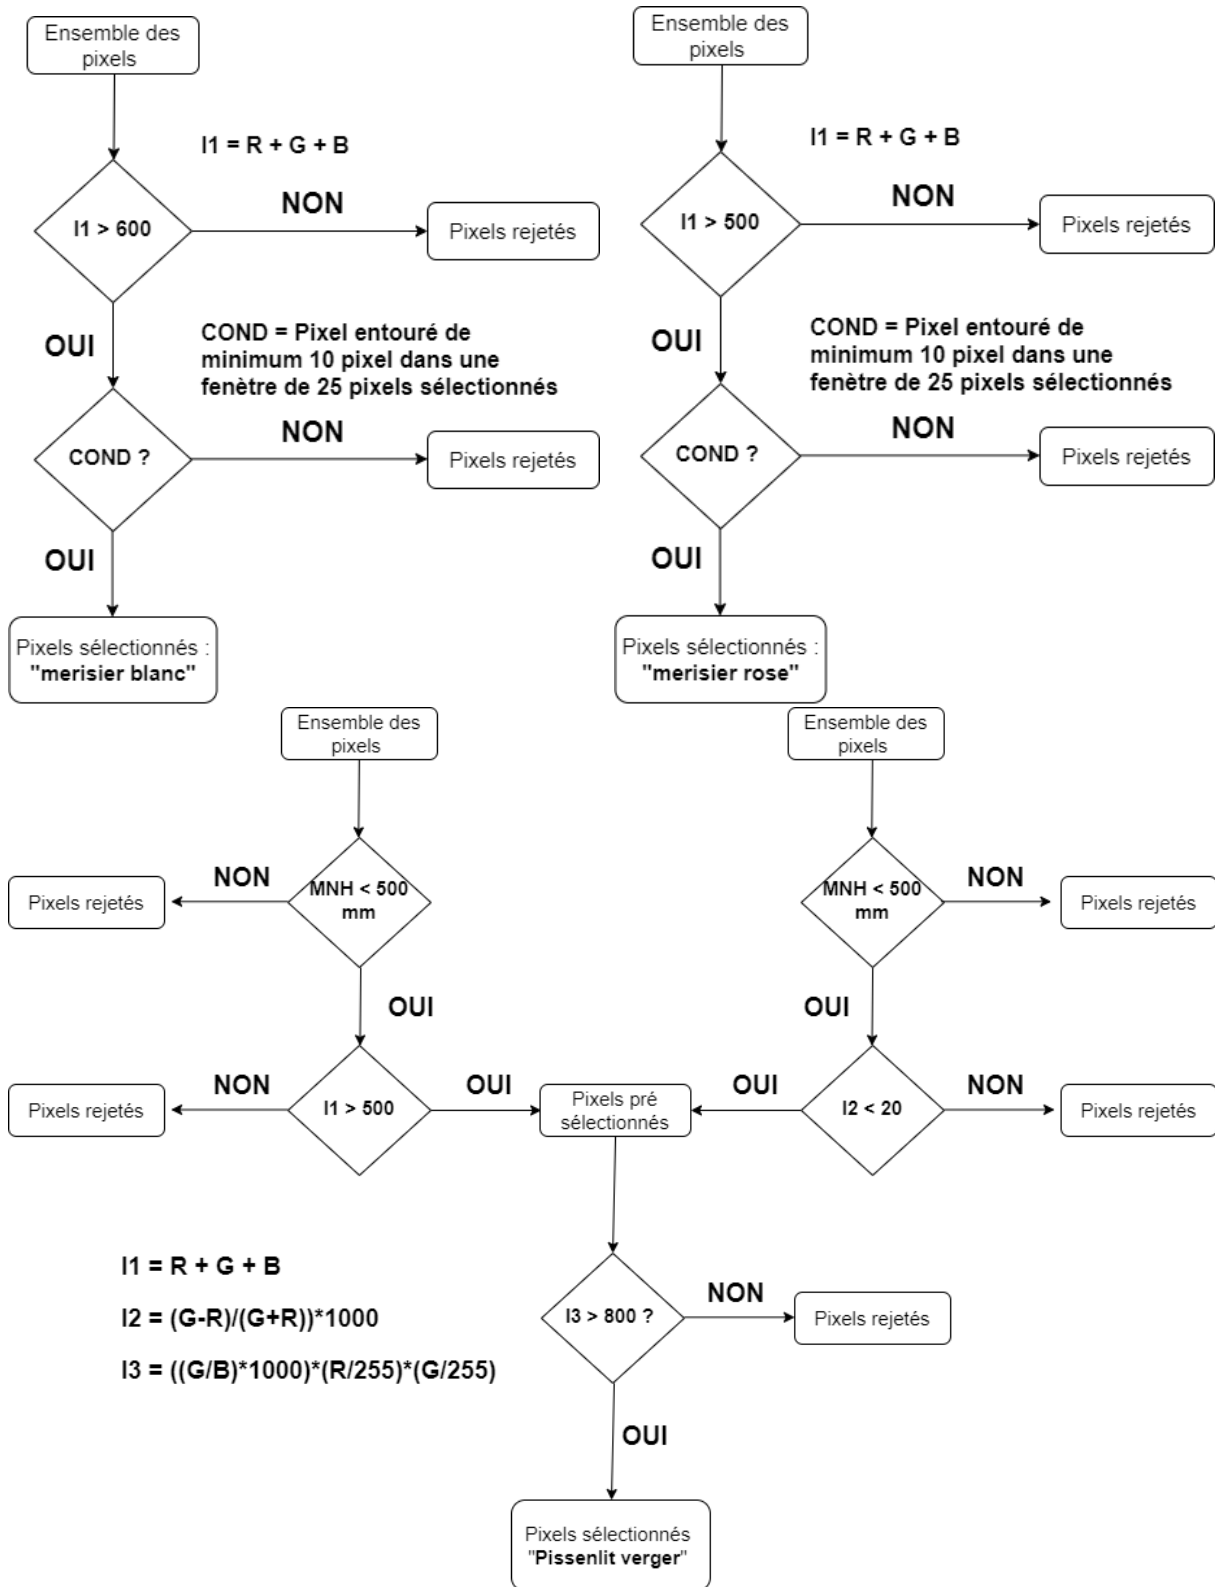 Ensemble des
pixels
I1 = R + G + B
I1 > 600
NON
Pixels rejetés
OUI
COND = Pixel entouré de
minimum 10 pixel dans une
fenètre de 25 pixels sélectionnés
COND ?
NON
Pixels rejetés
OUI
Pixels sélectionnés :
"merisier blanc"
Ensemble des
pixels
I1 = R + G + B
I1 > 500
NON
Pixels rejetés
OUI
COND = Pixel entouré de
minimum 10 pixel dans une
fenètre de 25 pixels sélectionnés
COND ?
NON
Pixels rejetés
OUI
Pixels sélectionnés :
"merisier rose"
Ensemble des
pixels
MNH < 500
mm
NON
Pixels rejetés
OUI
I1 > 500
NON
Pixels rejetés
OUI
Ensemble des
pixels
MNH < 500
mm
NON
Pixels rejetés
OUI
I2 < 20
NON
Pixels rejetés
OUI
Pixels pré
sélectionnés
I1 = R + G + B
I2 = (G-R)/(G+R))*1000
I3 = ((G/B)*1000)*(R/255)*(G/255)
I3 > 800 ?
NON
Pixels rejetés
OUI
Pixels sélectionnés
"Pissenlit verger"